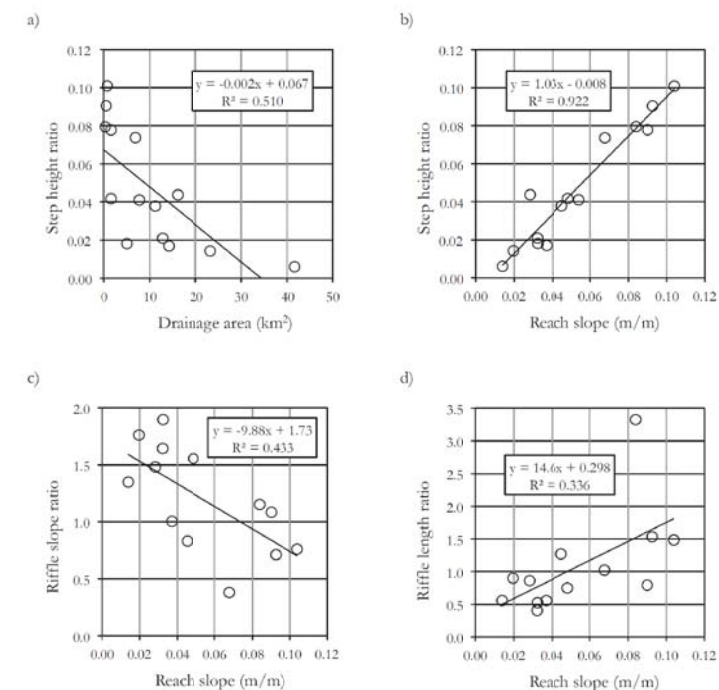 a)
0.12
0.10
0.08
0.06
0.04
0.02
0.00
Step height ratio
y = -0.002x + 0.067
R² = 0.510
0 10 20 30 40 50
Drainage area (km²)
b)
0.12
0.10
0.08
0.06
0.04
0.02
0.00
Step height ratio
y = 1.03x - 0.008
R² = 0.922
0.00 0.02 0.04 0.06 0.08 0.10 0.12
Reach slope (m/m)
c)
2.0
1.5
1.0
0.5
0.0
Riffle slope ratio
y = -9.88x + 1.73
R² = 0.433
0.00 0.02 0.04 0.06 0.08 0.10 0.12
Reach slope (m/m)
d)
3.5
3.0
2.5
2.0
1.5
1.0
0.5
0.0
Riffle length ratio
y = 14.6x + 0.298
R² = 0.336
0.00 0.02 0.04 0.06 0.08 0.10 0.12
Reach slope (m/m)